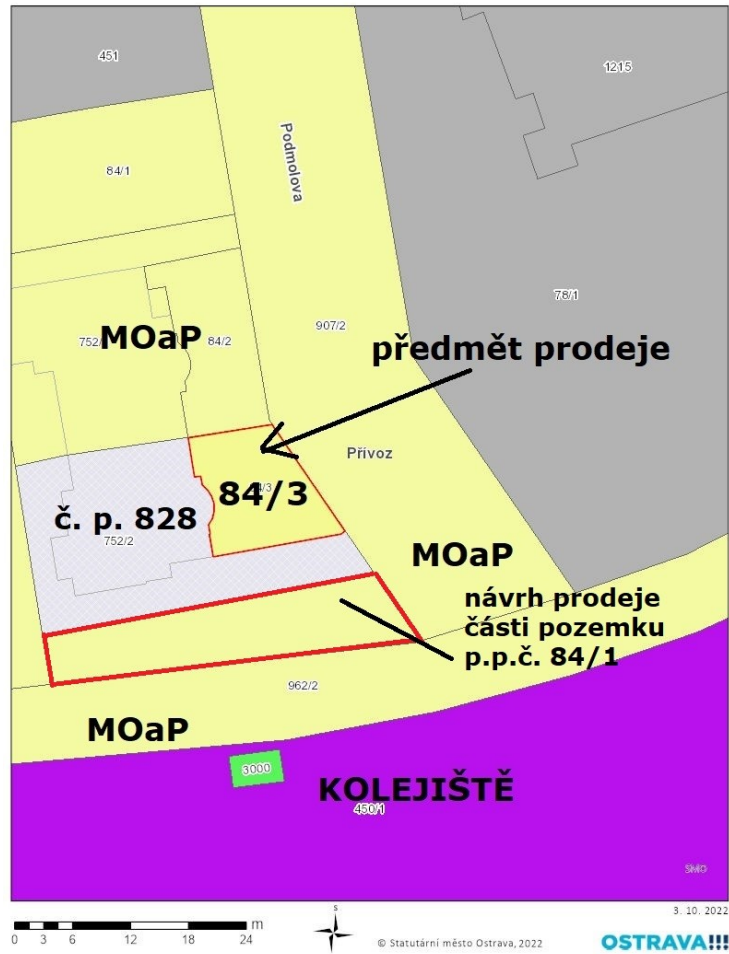 451
1215
Podmolova
84/1
78/1
907/2
752/
MOaP
84/2
předmět prodeje
Přívoz
84/3
č. p. 828
752/2
MOaP
návrh prodeje
části pozemku
p.p.č. 84/1
962/2
MOaP
3000
KOLEJIŠTĚ
450/1
SMO
3. 10. 2022
0 3 6 12 18 24 m
s
© Statutární město Ostrava, 2022
OSTRAVA!!!